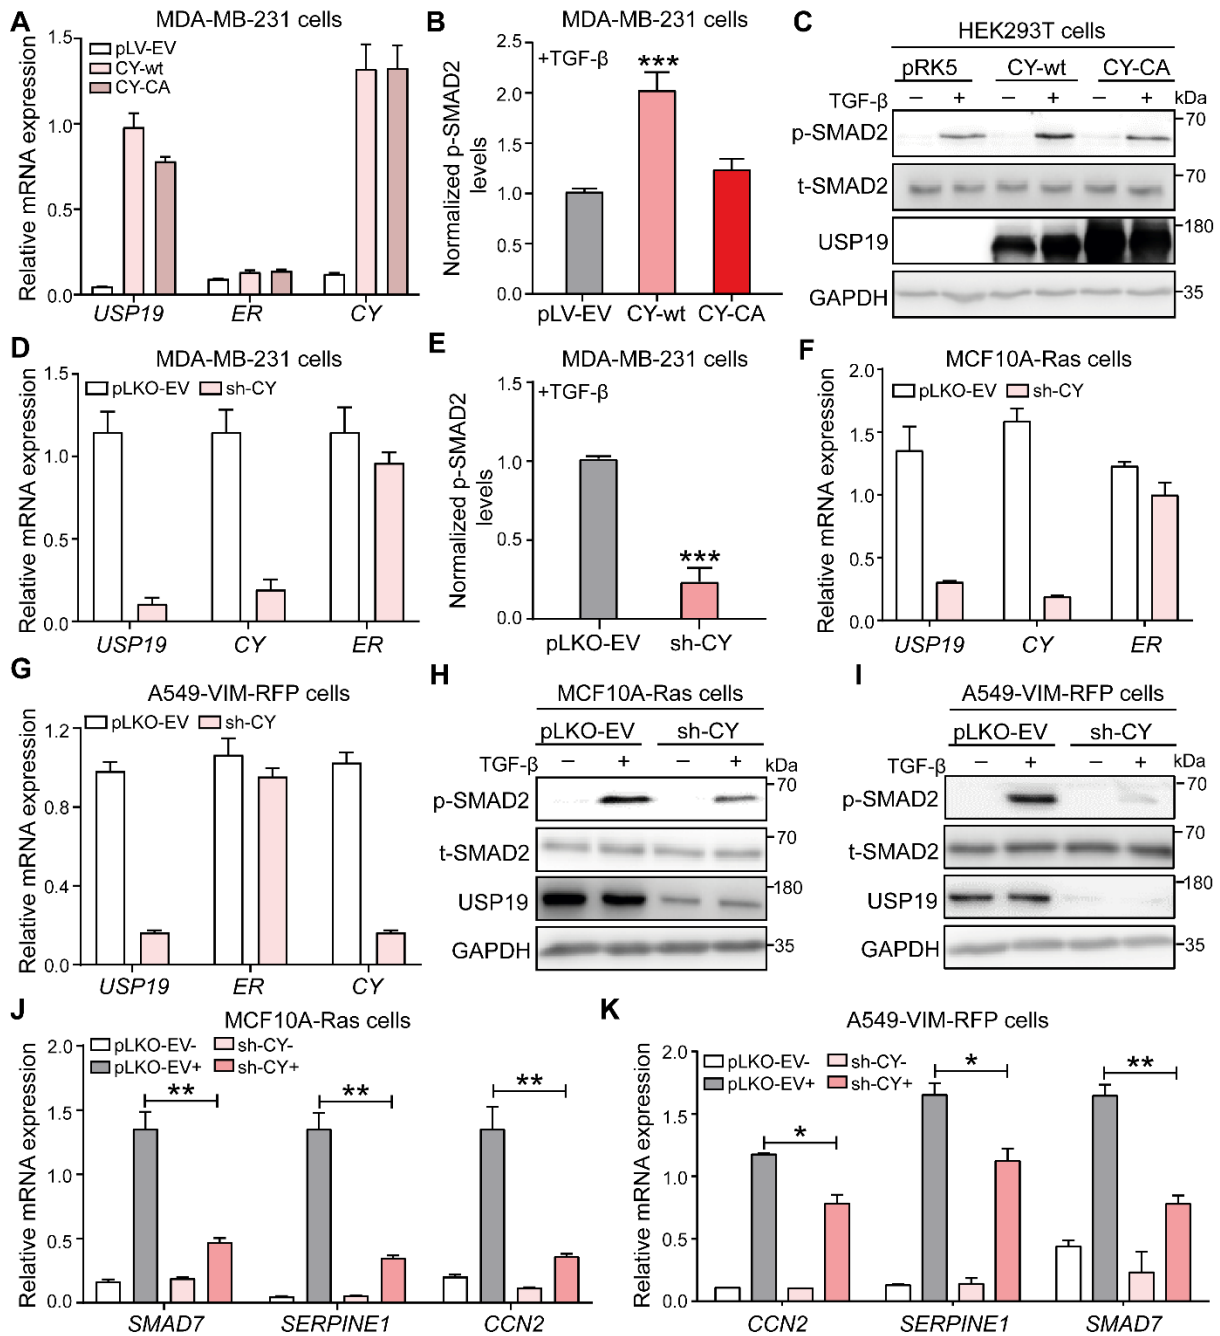 A
MDA-MB-231 cells
pLV-EV
CY-wt
CY-CA
Relative mRNA expression
1.5
1.0
0.5
0.0
USP19 ER CY
B
MDA-MB-231 cells
+TGF-β
***
Normalized p-SMAD2
levels
2.5
2.0
1.5
1.0
0.5
0.0
pLV-EV CY-wt CY-CA
C
HEK293T cells
pRK5 CY-wt CY-CA
TGF-β – + – + – + kDa
p-SMAD2 70
t-SMAD2 70
USP19 180
GAPDH 35
D
MDA-MB-231 cells
pLKO-EV sh-CY
Relative mRNA expression
1.5
1.0
0.5
0.0
USP19 CY ER
E
MDA-MB-231 cells
+TGF-β
Normalized p-SMAD2
levels
1.5
1.0
0.5
0.0
***
pLKO-EV sh-CY
F
MCF10A-Ras cells
pLKO-EV sh-CY
Relative mRNA expression
2.0
1.5
1.0
0.5
0.0
USP19 CY ER
G
A549-VIM-RFP cells
pLKO-EV sh-CY
Relative mRNA expression
1.2
0.8
0.4
0.0
USP19 ER CY
H
MCF10A-Ras cells
pLKO-EV sh-CY
TGF-β – + – + kDa
p-SMAD2 70
t-SMAD2 70
USP19 180
GAPDH 35
I
A549-VIM-RFP cells
pLKO-EV sh-CY
TGF-β – + – + kDa
p-SMAD2 70
t-SMAD2 70
USP19 180
GAPDH 35
J
MCF10A-Ras cells
pLKO-EV- sh-CY-
pLKO-EV+ sh-CY+
Relative mRNA expression
2.0
1.5
1.0
0.5
0.0
** ** **
SMAD7 SERPINE1 CCN2
K
A549-VIM-RFP cells
pLKO-EV- sh-CY-
pLKO-EV+ sh-CY+
Relative mRNA expression
2.0
1.5
1.0
0.5
0.0
* * **
CCN2 SERPINE1 SMAD7